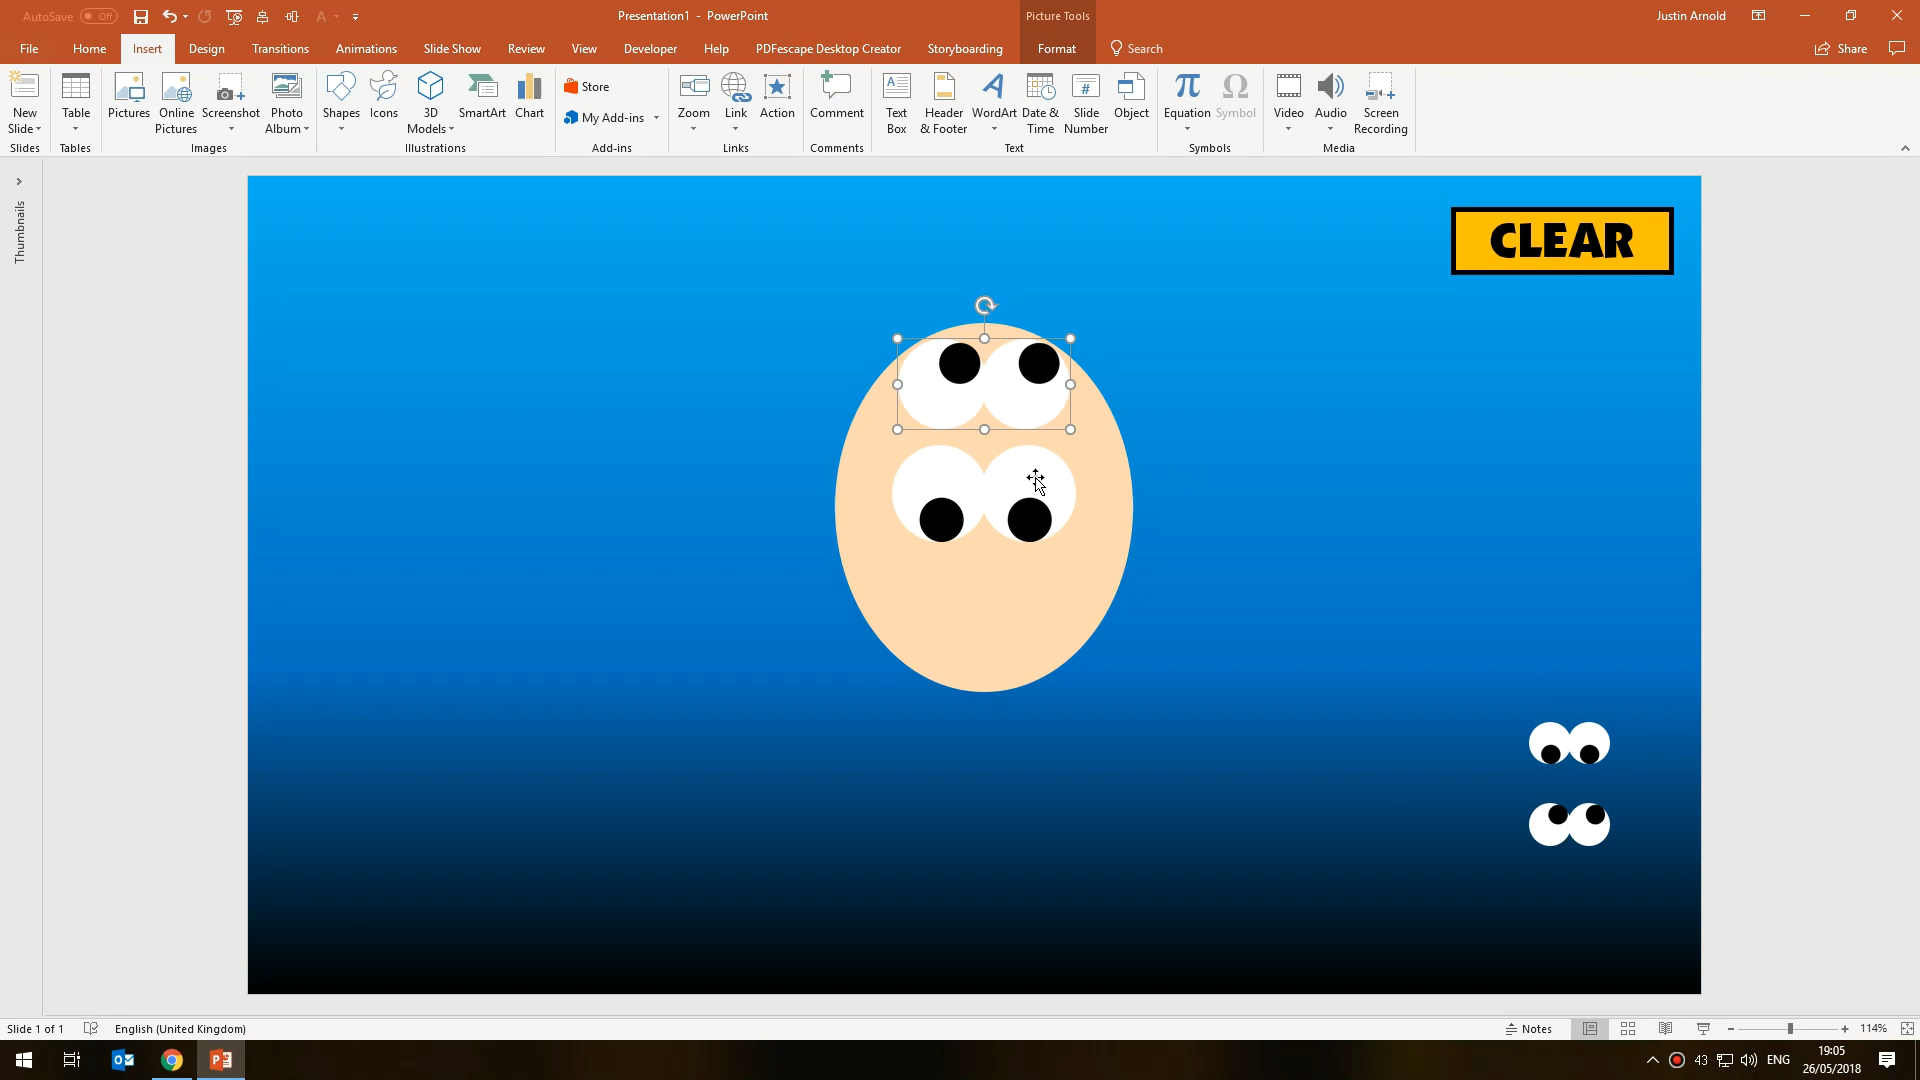 AutoSave Off
Presentation1 - PowerPoint
Picture Tools
Justin Arnold
File Home Insert Design Transitions Animations Slide Show Review View Developer Help PDFescape Desktop Creator Storyboarding Format Search
Share
New Slide
Table
Pictures
Online Pictures
Screenshot
Photo Album
Shapes
Icons
3D Models
SmartArt
Chart
Store
My Add-ins
Zoom
Link
Action
Comment
Text Box
Header & Footer
WordArt
Date & Time
Slide Number
Object
Equation
Symbol
Video
Audio
Screen Recording
Slides Tables Images Illustrations Add-ins Links Comments Text Symbols Media
Thumbnails
CLEAR
Slide 1 of 1
English (United Kingdom)
Notes
114%
43
ENG
19:05
26/05/2018